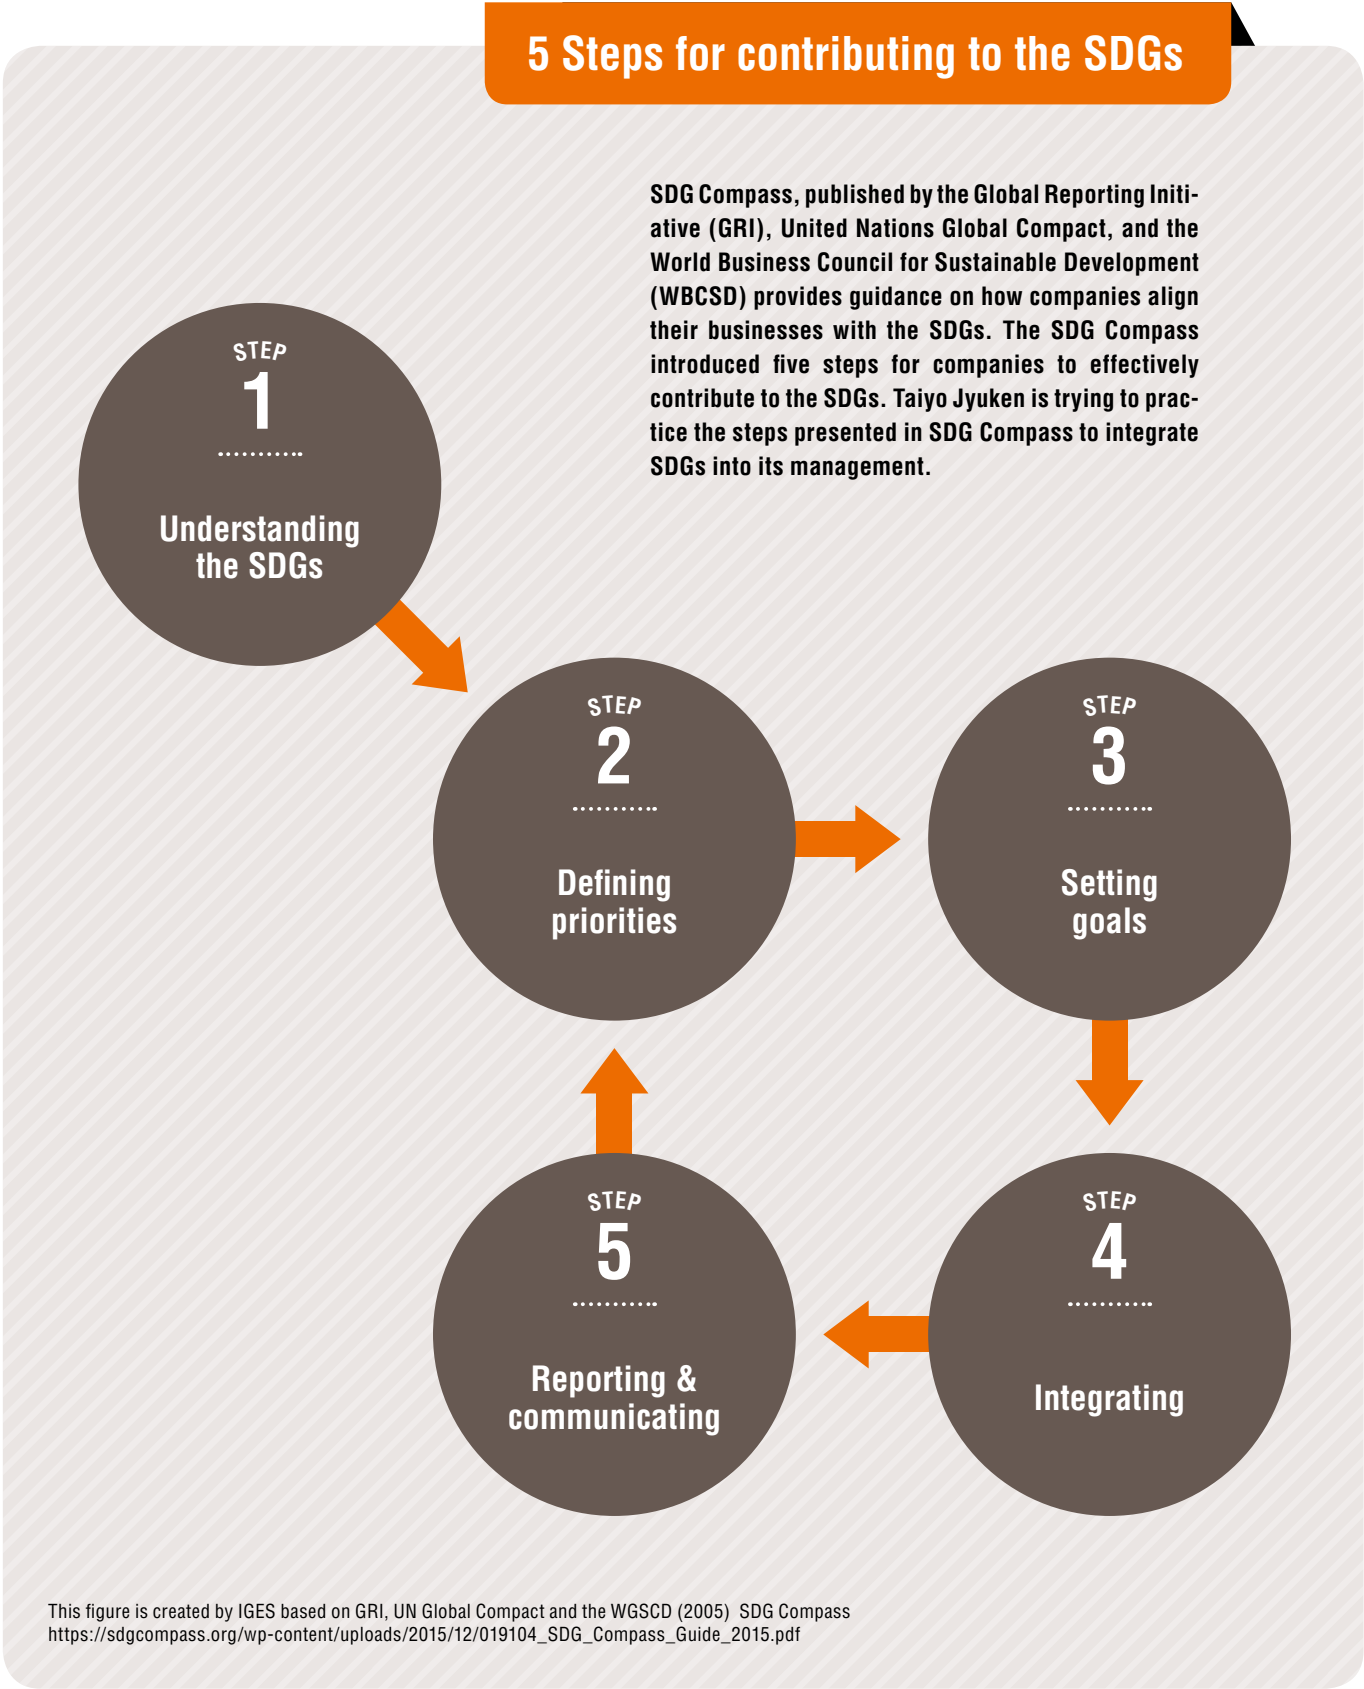 5 Steps for contributing to the SDGs
SDG Compass, published by the Global Reporting Initi-
ative (GRI), United Nations Global Compact, and the
World Business Council for Sustainable Development
(WBCSD) provides guidance on how companies align
their businesses with the SDGs. The SDG Compass
introduced five steps for companies to effectively
contribute to the SDGs. Taiyo Jyuken is trying to prac-
tice the steps presented in SDG Compass to integrate
SDGs into its management.
STEP
1
Understanding
the SDGs
STEP
2
Defining
priorities
STEP
3
Setting
goals
STEP
4
Integrating
STEP
5
Reporting &
communicating
This figure is created by IGES based on GRI, UN Global Compact and the WGSCD (2005) SDG Compass
https://sdgcompass.org/wp-content/uploads/2015/12/019104_SDG_Compass_Guide_2015.pdf